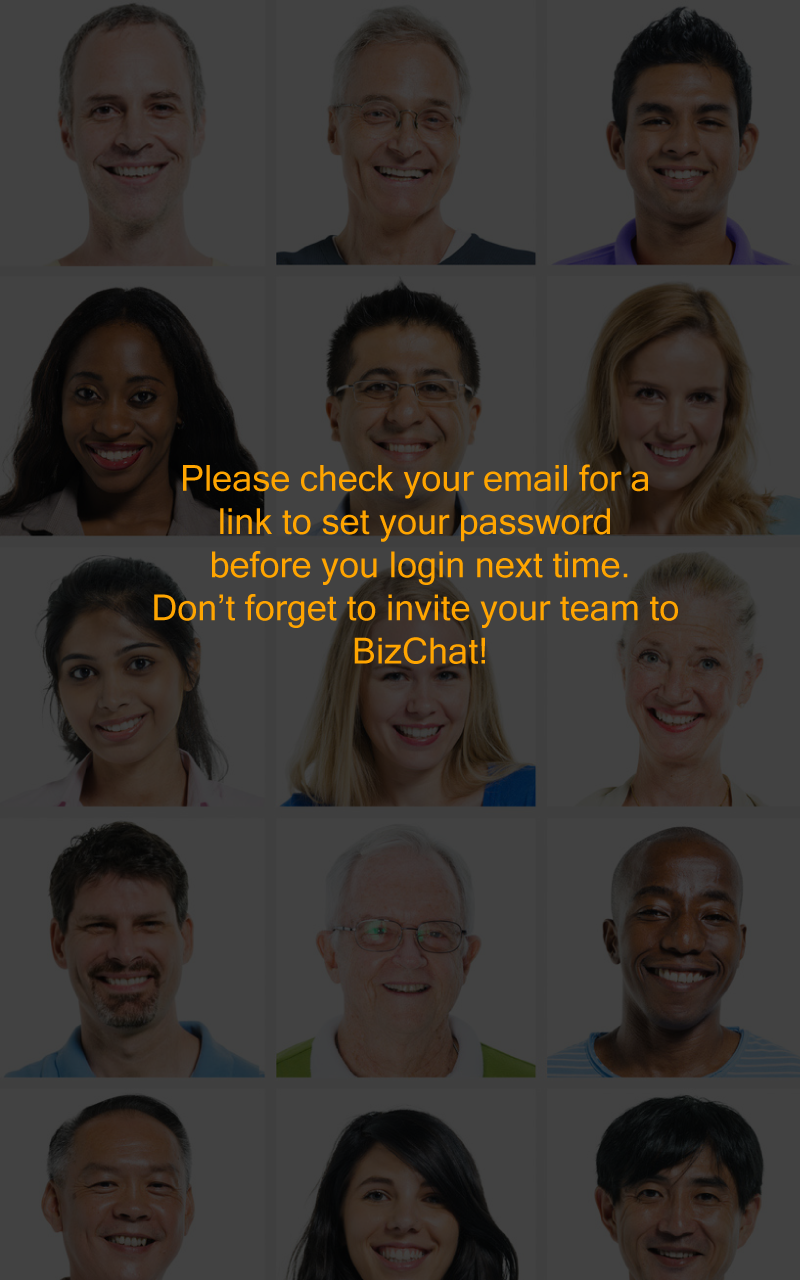 Please check your email for a
link to set your password
before you login next time.
Don’t forget to invite your team to
BizChat!